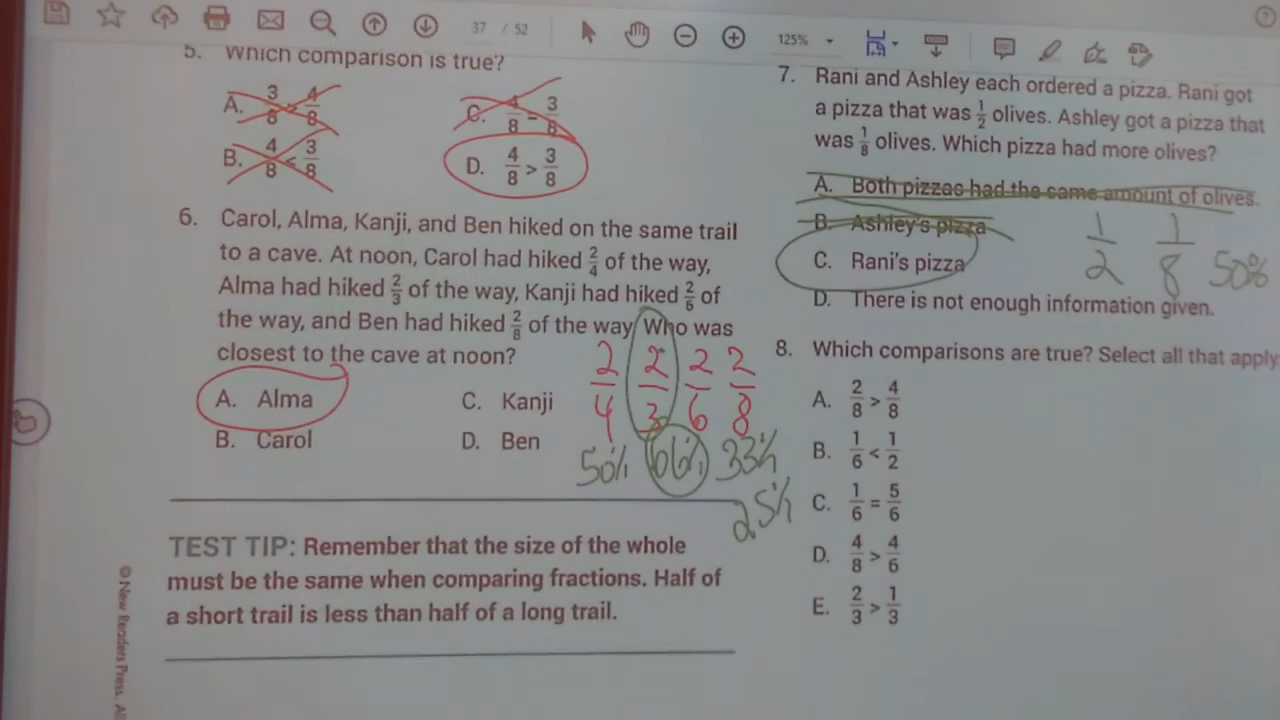 37 / 52
125%
5. Which comparison is true?
A. 3/8 > 4/8
B. 4/8 < 3/8
C. 4/8 = 3/8
D. 4/8 > 3/8
6. Carol, Alma, Kanji, and Ben hiked on the same trail
to a cave. At noon, Carol had hiked 2/4 of the way,
Alma had hiked 2/3 of the way, Kanji had hiked 2/6 of
the way, and Ben had hiked 2/8 of the way. Who was
closest to the cave at noon?
A. Alma
B. Carol
C. Kanji
D. Ben
2/4 2/3 2/6 2/8
50% 66% 33%
25%
TEST TIP: Remember that the size of the whole
must be the same when comparing fractions. Half of
a short trail is less than half of a long trail.
© New Readers Press.
7. Rani and Ashley each ordered a pizza. Rani got
a pizza that was 1/2 olives. Ashley got a pizza that
was 1/8 olives. Which pizza had more olives?
A. Both pizzas had the same amount of olives.
B. Ashley's pizza
C. Rani's pizza
D. There is not enough information given.
1/2 1/8 50%
8. Which comparisons are true? Select all that apply
A. 2/8 > 4/8
B. 1/6 < 1/2
C. 1/6 = 5/6
D. 4/8 > 4/6
E. 2/3 > 1/3